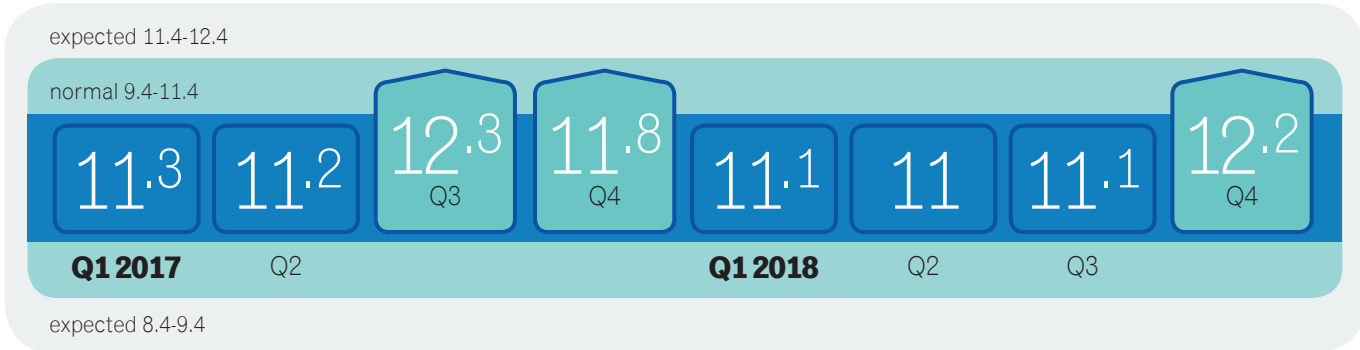 expected 11.4-12.4
normal 9.4-11.4
11.3 11.2 12.3 11.8 11.1 11 11.1 12.2
Q3 Q4 Q4
Q1 2017 Q2 Q1 2018 Q2 Q3
expected 8.4-9.4